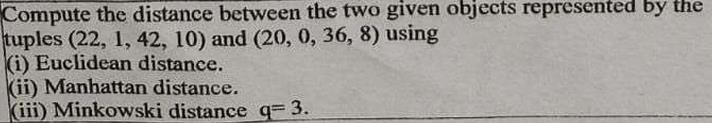 Compute the distance between the two given objects represented by the
tuples (22, 1, 42, 10) and (20, 0, 36, 8) using
(i) Euclidean distance.
(ii) Manhattan distance.
(iii) Minkowski distance q= 3.